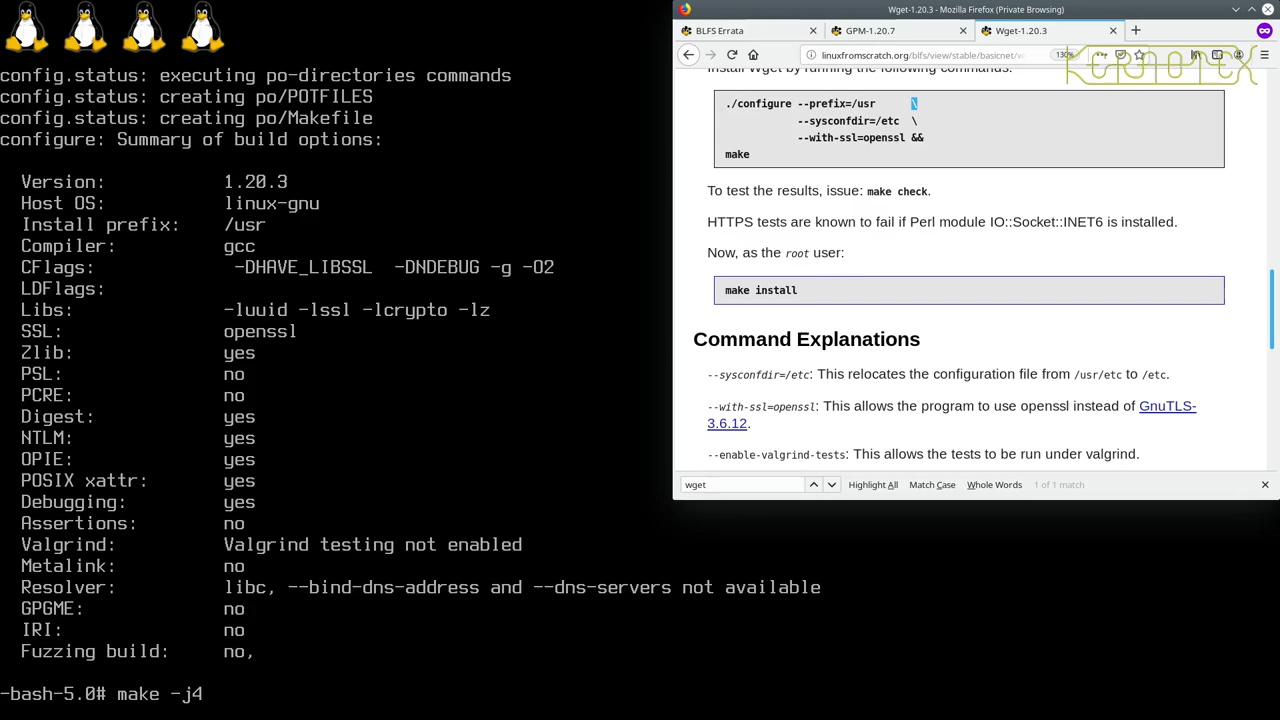 config.status: executing po-directories commands
config.status: creating po/POTFILES
config.status: creating po/Makefile
configure: Summary of build options:
Version: 1.20.3
Host OS: linux-gnu
Install prefix: /usr
Compiler: gcc
CFlags: -DHAVE_LIBSSL -DNDEBUG -g -O2
LDFlags:
Libs: -luuid -lssl -lcrypto -lz
SSL: openssl
Zlib: yes
PSL: no
PCRE: no
Digest: yes
NTLM: yes
OPIE: yes
POSIX xattr: yes
Debugging: yes
Assertions: no
Valgrind: Valgrind testing not enabled
Metalink: no
Resolver: libc, --bind-dns-address and --dns-servers not available
GPGME: no
IRI: no
Fuzzing build: no,
-bash-5.0# make -j4
Wget-1.20.3 - Mozilla Firefox (Private Browsing)
BLFS Errata
GPM-1.20.7
Wget-1.20.3
linuxfromscratch.org/blfs/view/stable/basicnet/
130%
Install Wget by running the following commands:
./configure --prefix=/usr \
--sysconfdir=/etc \
--with-ssl=openssl &&
make
To test the results, issue: make check.
HTTPS tests are known to fail if Perl module IO::Socket::INET6 is installed.
Now, as the root user:
make install
Command Explanations
--sysconfdir=/etc: This relocates the configuration file from /usr/etc to /etc.
--with-ssl=openssl: This allows the program to use openssl instead of GnuTLS-
3.6.12.
--enable-valgrind-tests: This allows the tests to be run under valgrind.
wget
Highlight All
Match Case
Whole Words
1 of 1 match